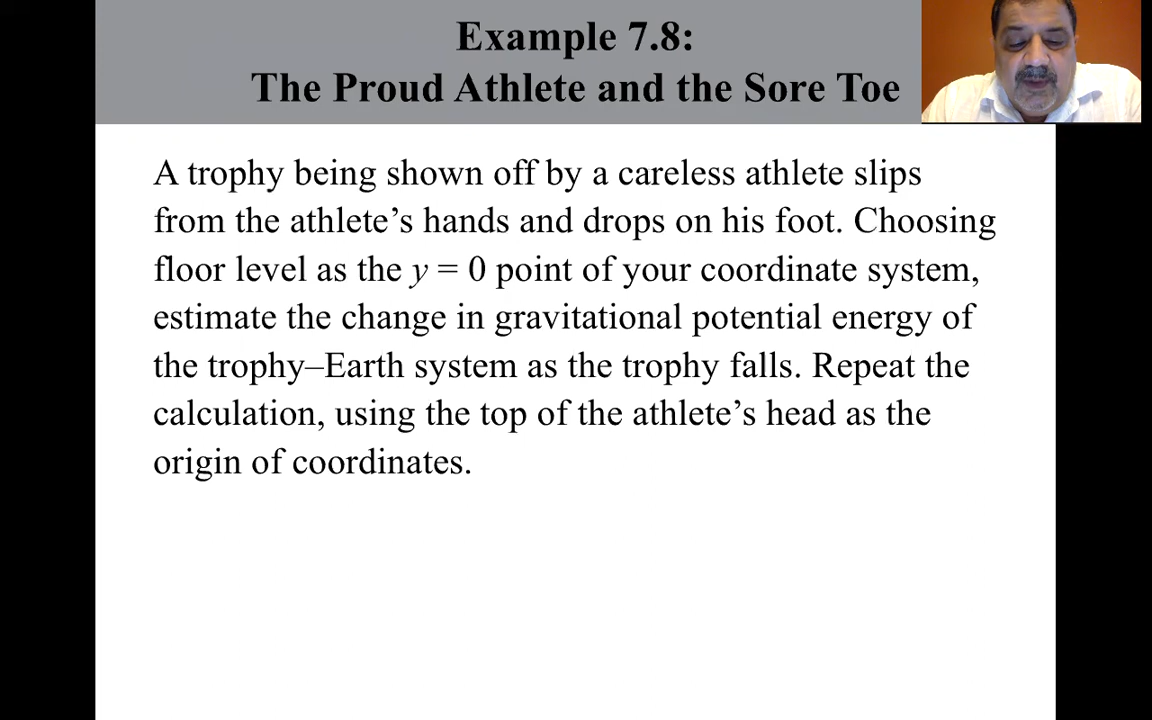 Example 7.8:
The Proud Athlete and the Sore Toe
A trophy being shown off by a careless athlete slips
from the athlete’s hands and drops on his foot. Choosing
floor level as the y = 0 point of your coordinate system,
estimate the change in gravitational potential energy of
the trophy–Earth system as the trophy falls. Repeat the
calculation, using the top of the athlete’s head as the
origin of coordinates.